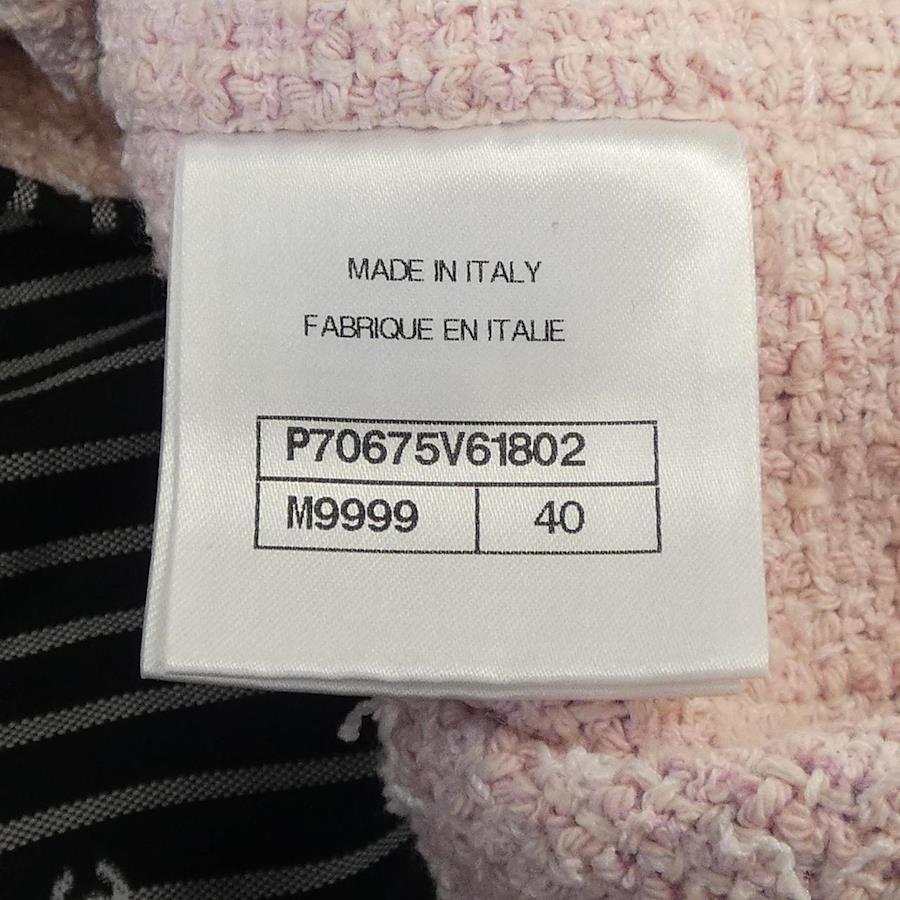 MADE IN ITALY
FABRIQUE EN ITALIE
P70675V61802
M9999 40